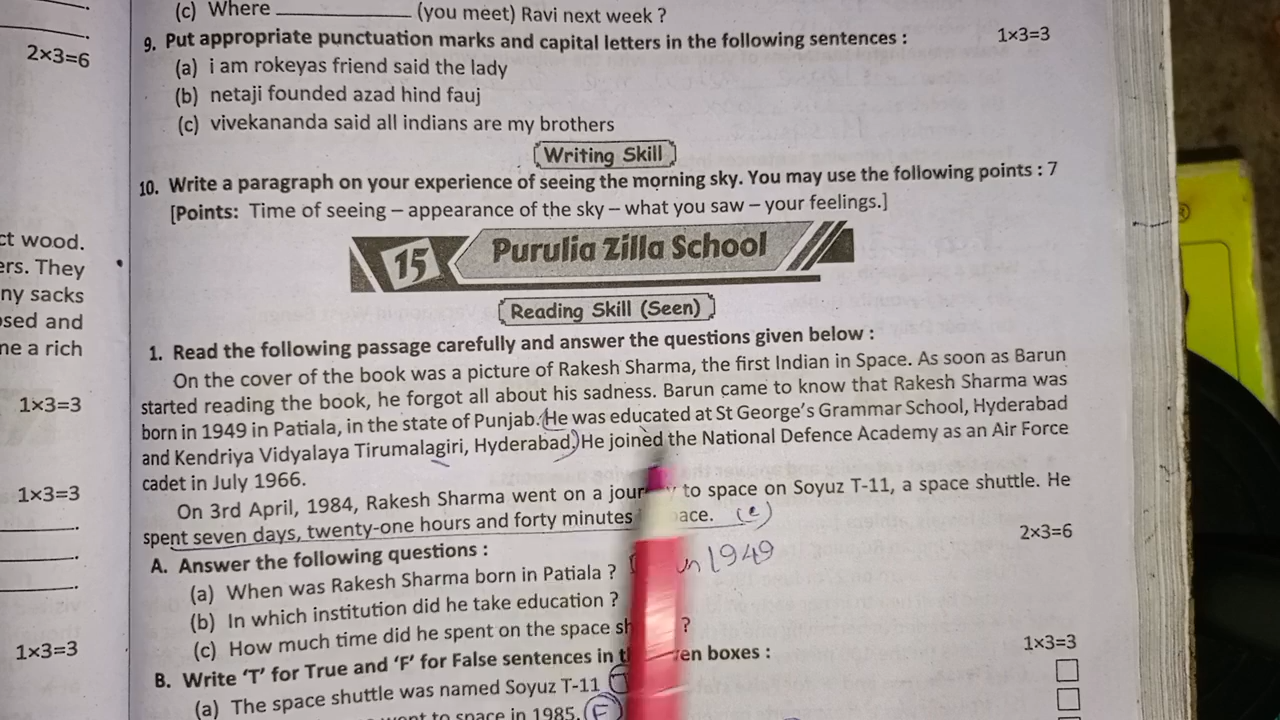 (c) Where ____________ (you meet) Ravi next week ?
2×3=6
9. Put appropriate punctuation marks and capital letters in the following sentences : 1×3=3
(a) i am rokeyas friend said the lady
(b) netaji founded azad hind fauj
(c) vivekananda said all indians are my brothers
Writing Skill
10. Write a paragraph on your experience of seeing the morning sky. You may use the following points : 7
[Points: Time of seeing – appearance of the sky – what you saw – your feelings.]
ct wood.
ers. They
ny sacks
osed and
me a rich
1×3=3
1×3=3
1×3=3
15 Purulia Zilla School
Reading Skill (Seen)
1. Read the following passage carefully and answer the questions given below :
On the cover of the book was a picture of Rakesh Sharma, the first Indian in Space. As soon as Barun
started reading the book, he forgot all about his sadness. Barun came to know that Rakesh Sharma was
born in 1949 in Patiala, in the state of Punjab. (He was educated at St George's Grammar School, Hyderabad
and Kendriya Vidyalaya Tirumalagiri, Hyderabad.) He joined the National Defence Academy as an Air Force
cadet in July 1966.
On 3rd April, 1984, Rakesh Sharma went on a jour y to space on Soyuz T-11, a space shuttle. He
spent seven days, twenty-one hours and forty minutes ace. (c)
A. Answer the following questions : 2×3=6
(a) When was Rakesh Sharma born in Patiala ? in 1949
(b) In which institution did he take education ?
(c) How much time did he spent on the space sh ?
B. Write 'T' for True and 'F' for False sentences in t en boxes : 1×3=3
(a) The space shuttle was named Soyuz T-11 T
went to space in 1985. F